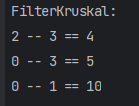 FilterKruskal:
2 -- 3 == 4
0 -- 3 == 5
0 -- 1 == 10